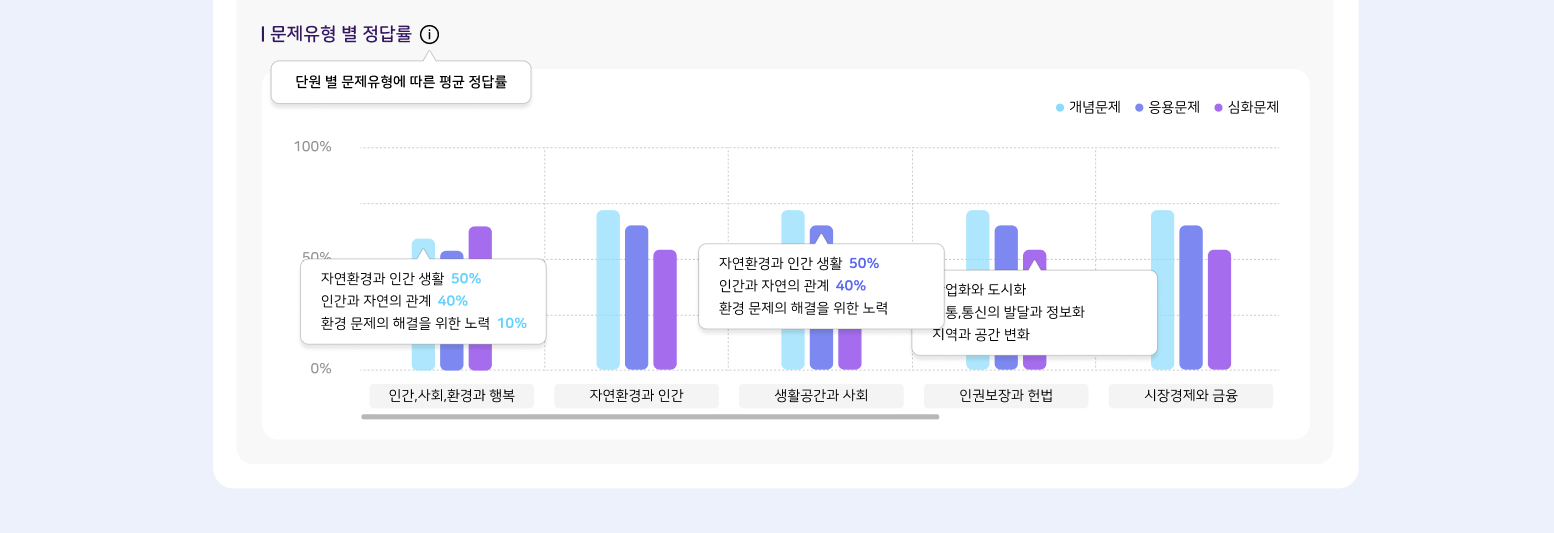 문제유형 별 정답률
단원 별 문제유형에 따른 평균 정답률
개념문제 응용문제 심화문제
100%
50%
0%
자연환경과 인간 생활 50%
인간과 자연의 관계 40%
환경 문제의 해결을 위한 노력 10%
자연환경과 인간 생활 50%
인간과 자연의 관계 40%
환경 문제의 해결을 위한 노력
업화와 도시화
통,통신의 발달과 정보화
지역과 공간 변화
인간,사회,환경과 행복
자연환경과 인간
생활공간과 사회
인권보장과 헌법
시장경제와 금융